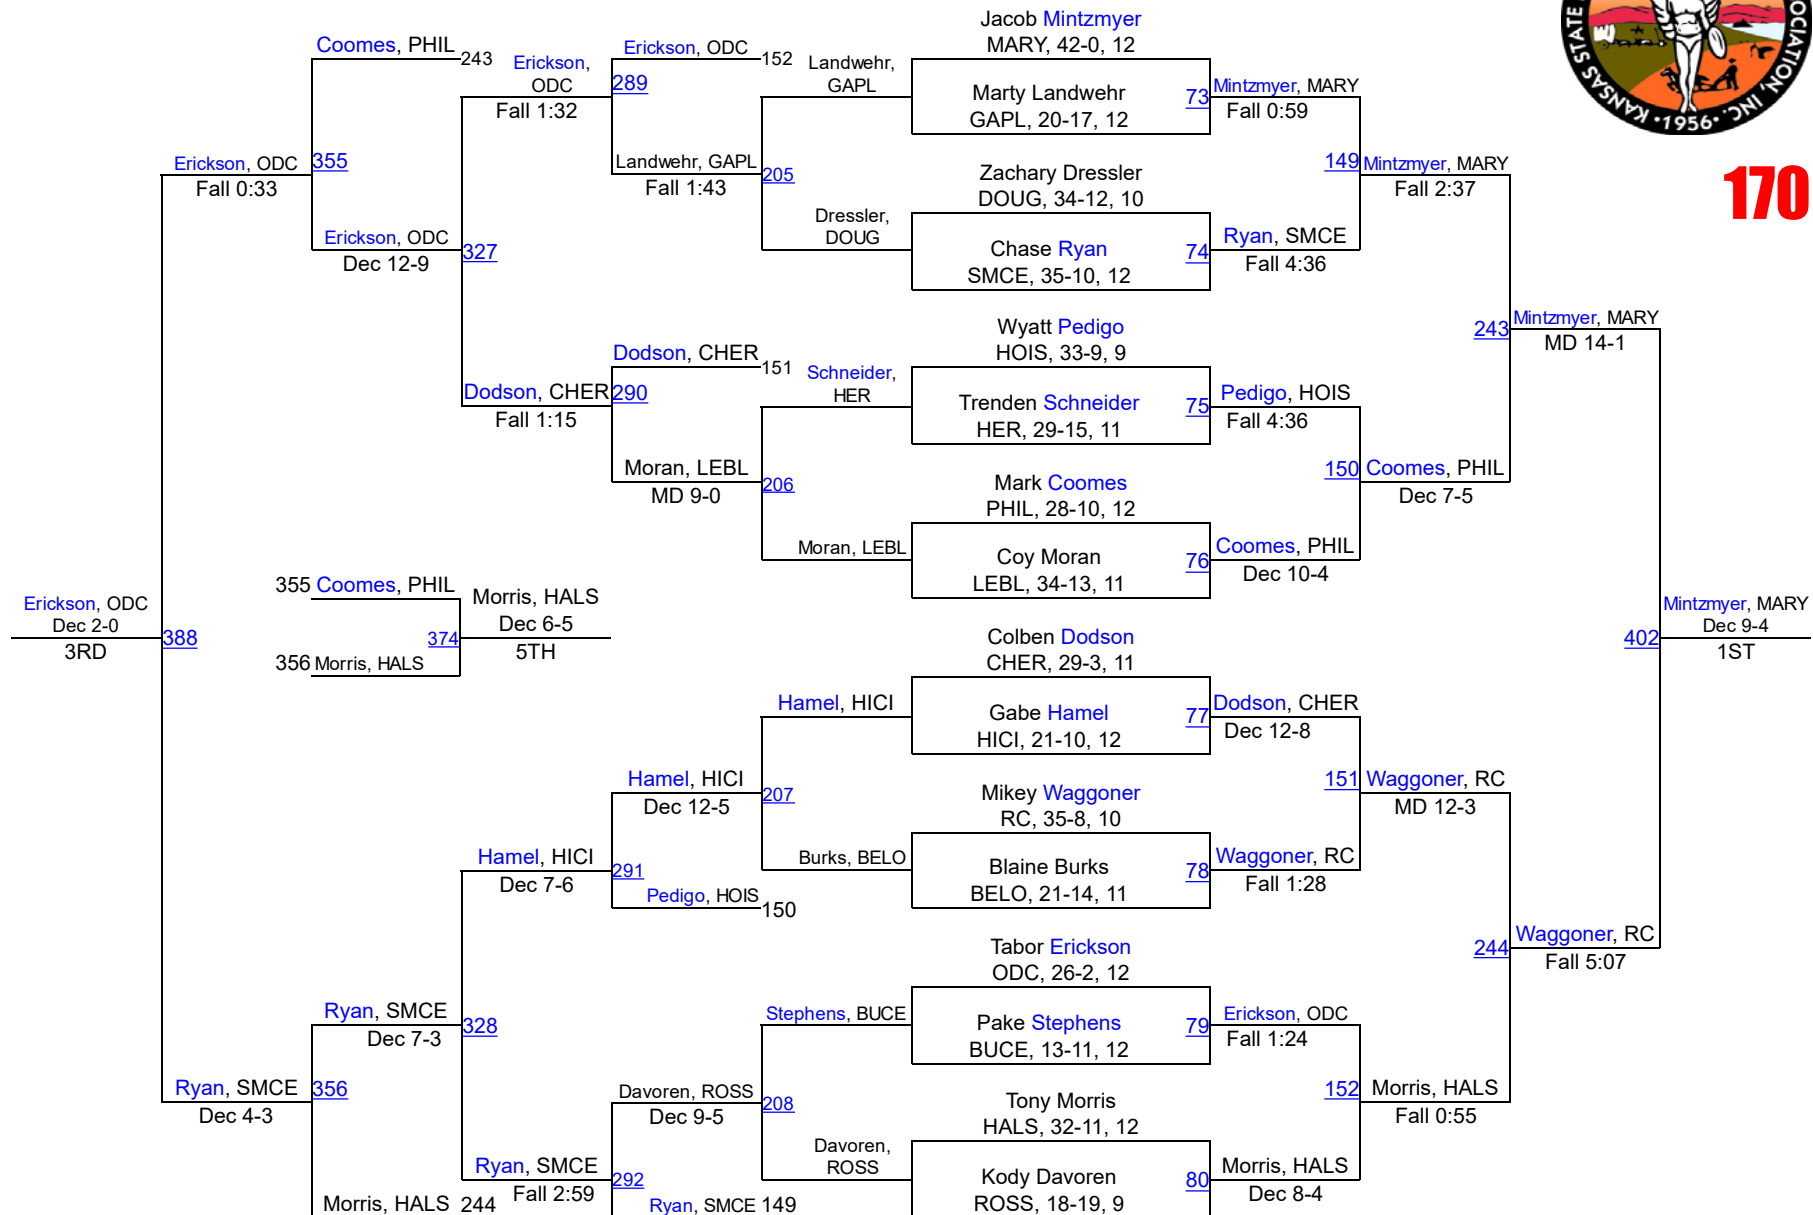 Coomes, PHIL
243
Erickson,
ODC
Fall 1:32
Erickson, ODC
152
289
Landwehr,
GAPL
Jacob Mintzmyer
MARY, 42-0, 12
Marty Landwehr
GAPL, 20-17, 12
73
Mintzmyer, MARY
Fall 0:59
KANSAS STATE
OCIATION, INC.
•1956•
170
Erickson, ODC
Fall 0:33
355
Landwehr, GAPL
Fall 1:43
205
Zachary Dressler
DOUG, 34-12, 10
149
Mintzmyer, MARY
Fall 2:37
Erickson, ODC
Dec 12-9
327
Dressler,
DOUG
Chase Ryan
SMCE, 35-10, 12
74
Ryan, SMCE
Fall 4:36
Wyatt Pedigo
HOIS, 33-9, 9
243
Mintzmyer, MARY
MD 14-1
Dodson, CHER
151
Schneider,
HER
Dodson, CHER
Fall 1:15
290
Trenden Schneider
HER, 29-15, 11
75
Pedigo, HOIS
Fall 4:36
Moran, LEBL
MD 9-0
206
Mark Coomes
PHIL, 28-10, 12
150
Coomes, PHIL
Dec 7-5
Moran, LEBL
Coy Moran
LEBL, 34-13, 11
76
Coomes, PHIL
Dec 10-4
Erickson, ODC
Dec 2-0
3RD
388
355 Coomes, PHIL
374
356 Morris, HALS
Morris, HALS
Dec 6-5
5TH
Colben Dodson
CHER, 29-3, 11
402
Mintzmyer, MARY
Dec 9-4
1ST
Hamel, HICI
Gabe Hamel
HICI, 21-10, 12
77
Dodson, CHER
Dec 12-8
Hamel, HICI
Dec 12-5
207
Mikey Waggoner
RC, 35-8, 10
151
Waggoner, RC
MD 12-3
Hamel, HICI
Dec 7-6
291
Burks, BELO
Blaine Burks
BELO, 21-14, 11
78
Waggoner, RC
Fall 1:28
Pedigo, HOIS
150
Tabor Erickson
ODC, 26-2, 12
244
Waggoner, RC
Fall 5:07
Ryan, SMCE
Dec 7-3
328
Stephens, BUCE
Pake Stephens
BUCE, 13-11, 12
79
Erickson, ODC
Fall 1:24
Ryan, SMCE
Dec 4-3
356
Davoren, ROSS
Dec 9-5
208
Tony Morris
HALS, 32-11, 12
152
Morris, HALS
Fall 0:55
Davoren,
ROSS
Ryan, SMCE
Fall 2:59
292
Kody Davoren
ROSS, 18-19, 9
80
Morris, HALS
Dec 8-4
Morris, HALS 244
Ryan, SMCE 149